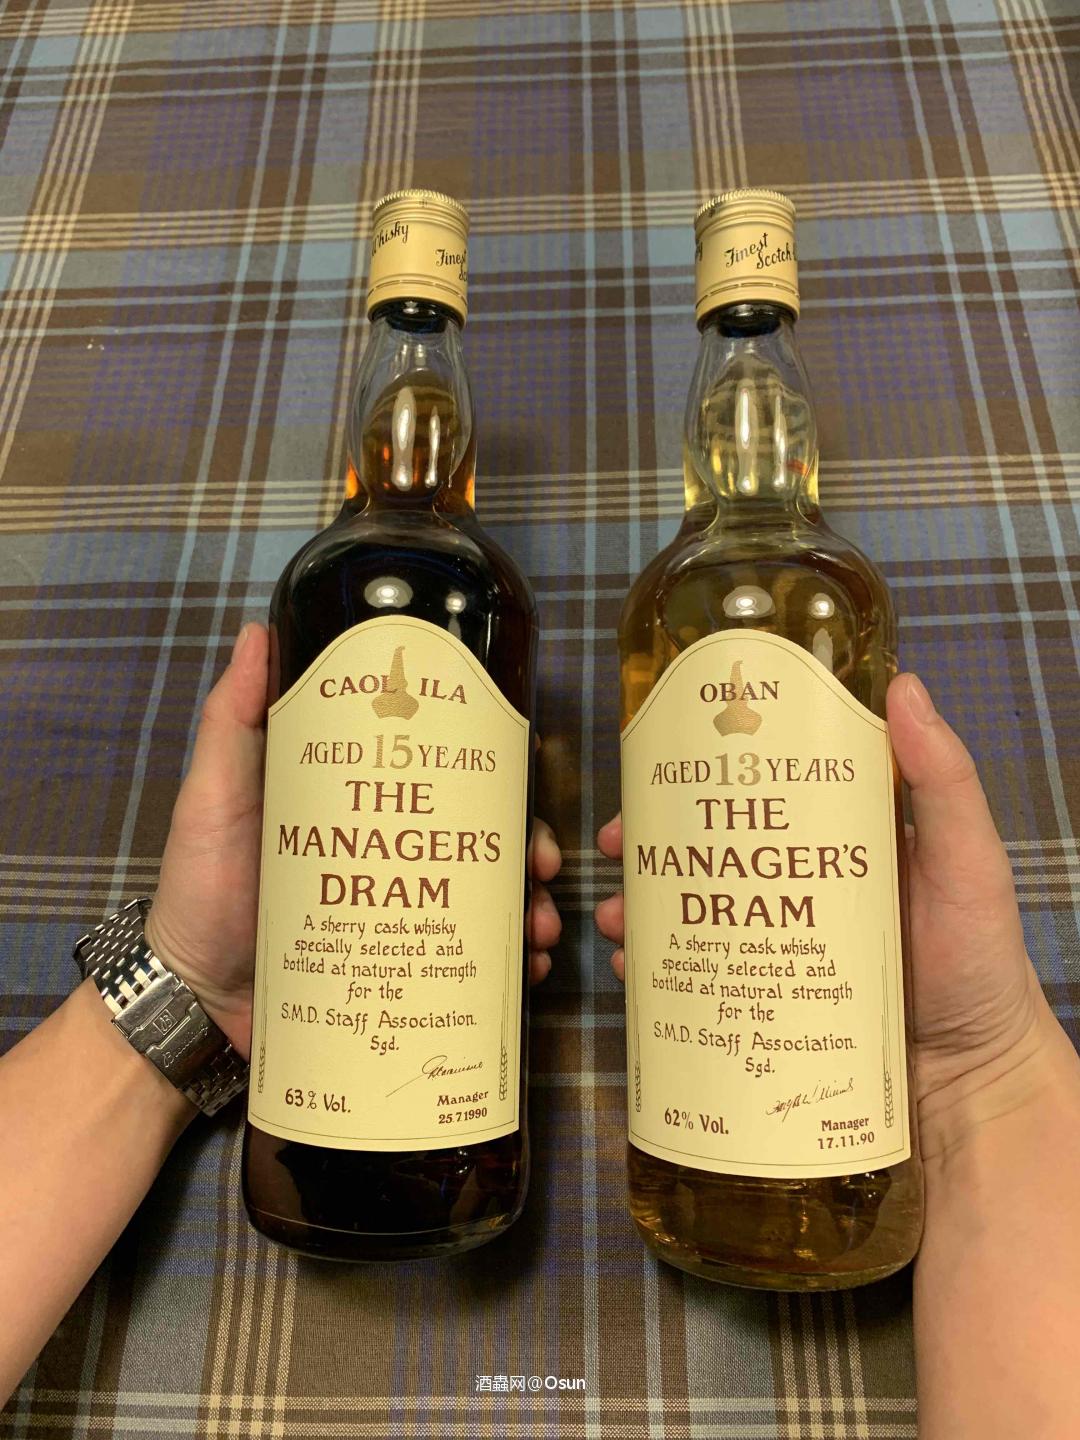 Whisky
Finest
Finest
Scotch
CAOL ILA
AGED 15 YEARS
THE
MANAGER'S
DRAM
A sherry cask whisky
specially selected and
bottled at natural strength
for the
S.M.D. Staff Association.
Sgd.
63% Vol.
Manager
25.7.1990
OBAN
AGED 13 YEARS
THE
MANAGER'S
DRAM
A sherry cask whisky
specially selected and
bottled at natural strength
for the
S.M.D. Staff Association.
Sgd.
62% Vol.
Manager
17.11.90
酒蟲网@Osun